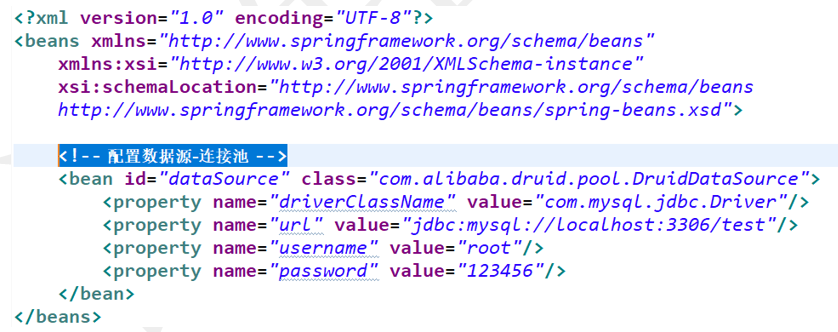 <?xml version="1.0" encoding="UTF-8"?>
<beans xmlns="http://www.springframework.org/schema/beans"
xmlns:xsi="http://www.w3.org/2001/XMLSchema-instance"
xsi:schemaLocation="http://www.springframework.org/schema/beans
http://www.springframework.org/schema/beans/spring-beans.xsd">
<!-- 配置数据源-连接池 -->
<bean id="dataSource" class="com.alibaba.druid.pool.DruidDataSource">
<property name="driverClassName" value="com.mysql.jdbc.Driver"/>
<property name="url" value="jdbc:mysql://localhost:3306/test"/>
<property name="username" value="root"/>
<property name="password" value="123456"/>
</bean>
</beans>